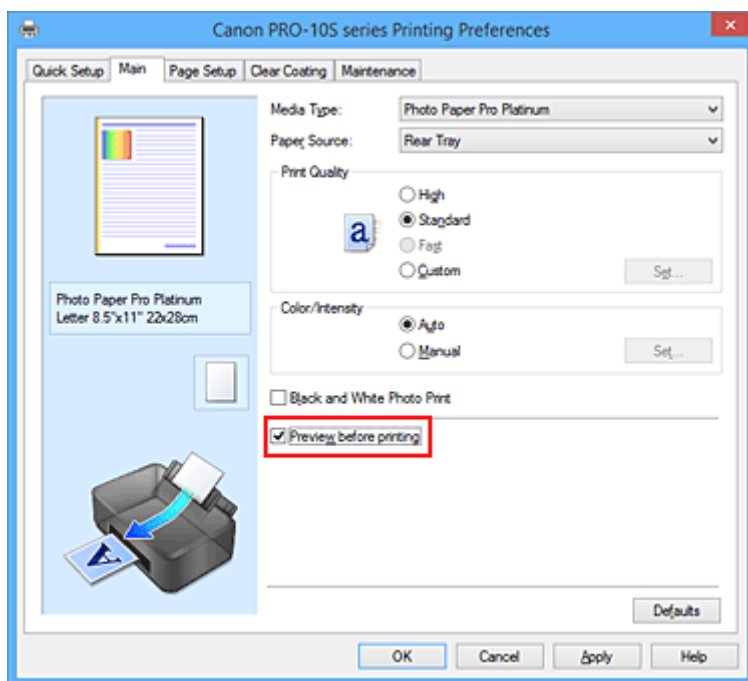 Canon PRO-10S series Printing Preferences
Quick Setup Main Page Setup Clear Coating Maintenance
Media Type: Photo Paper Pro Platinum
Paper Source: Rear Tray
Print Quality
High
Standard
Fast
Custom Set...
Photo Paper Pro Platinum
Letter 8.5"x11" 22x28cm
Color/Intensity
Auto
Manual Set...
Black and White Photo Print
Preview before printing
Defaults
OK Cancel Apply Help